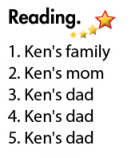 Reading.
1. Ken's family
2. Ken's mom
3. Ken's dad
4. Ken's dad
5. Ken's dad